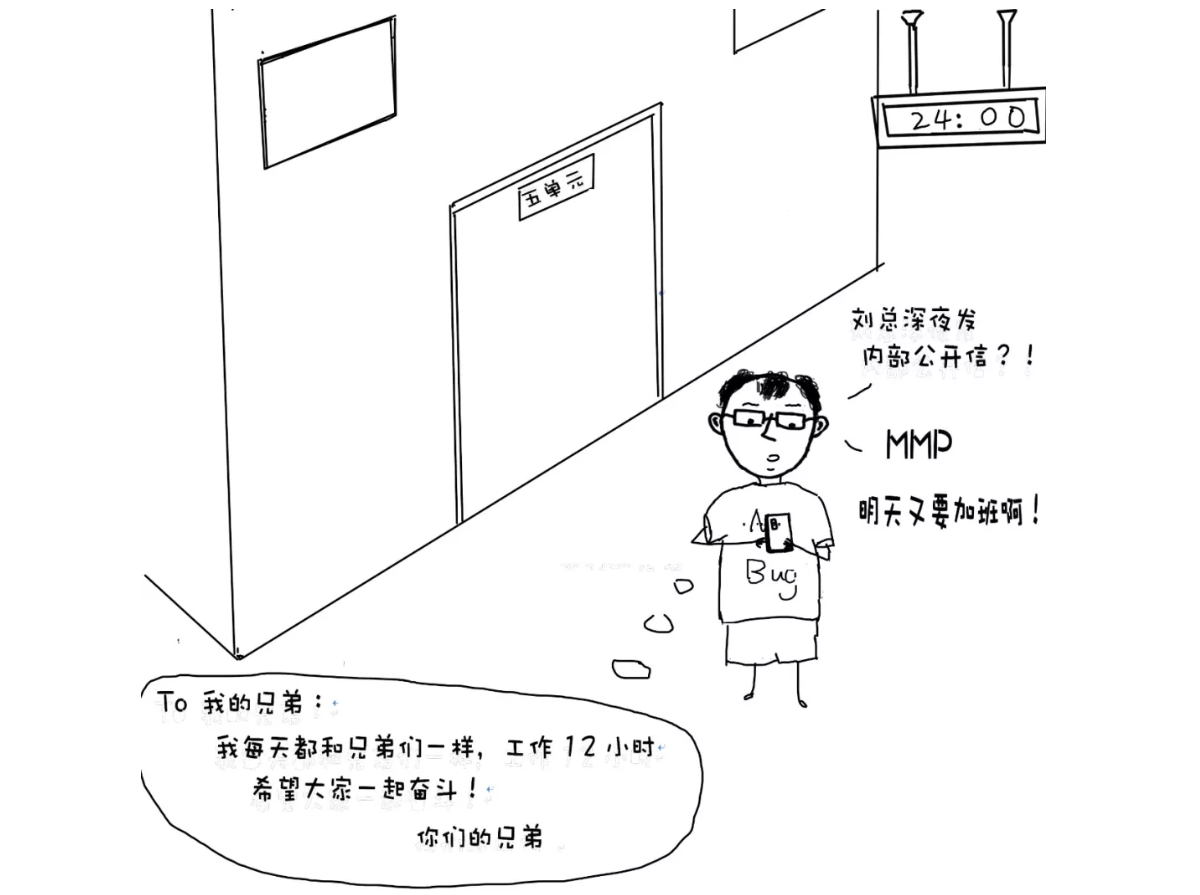 24:00
五单元
刘总深夜发
内部公开信？！
MMP
明天又要加班啊！
A
B
Bug
To 我的兄弟：
我每天都和兄弟们一样，工作12小时
希望大家一起奋斗！
你们的兄弟